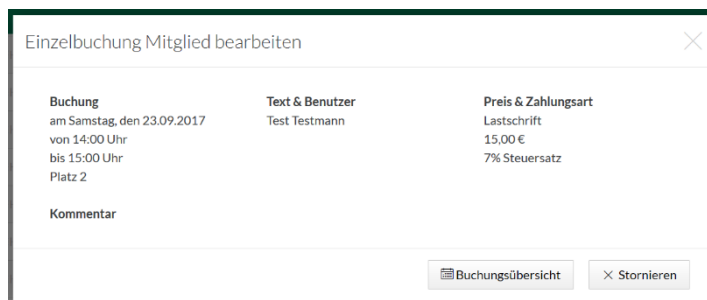 Einzelbuchung Mitglied bearbeiten
Buchung
am Samstag, den 23.09.2017
von 14:00 Uhr
bis 15:00 Uhr
Platz 2
Text & Benutzer
Test Testmann
Preis & Zahlungsart
Lastschrift
15,00 €
7% Steuersatz
Kommentar
Buchungsübersicht
Stornieren